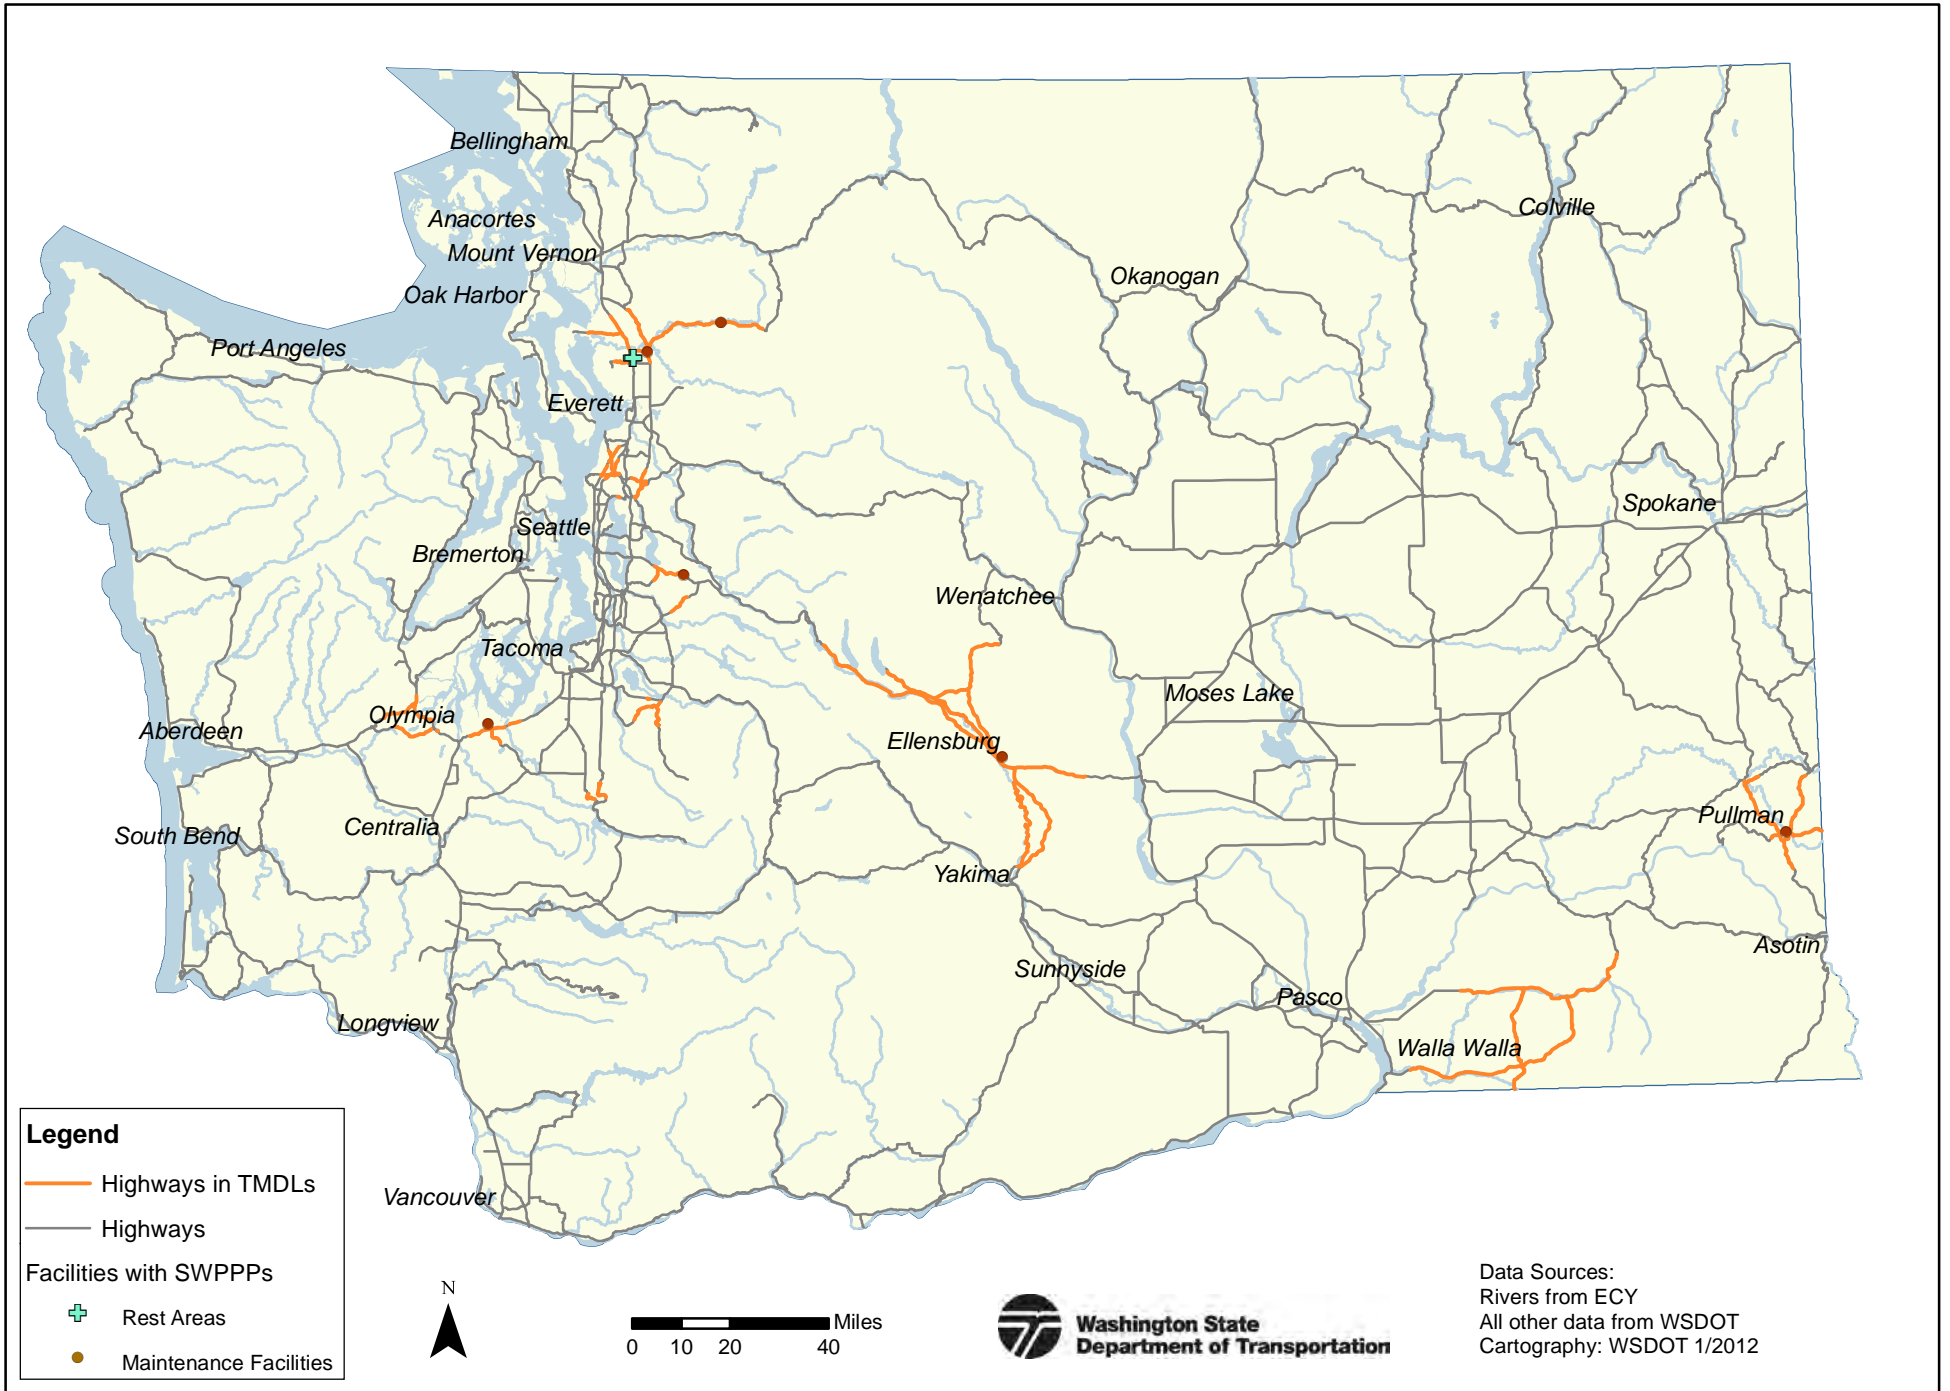 Bellingham
Colville
Anacortes
Mount Vernon
Okanogan
Oak Harbor
Port Angeles
Everett
Spokane
Seattle
Bremerton
Wenatchee
Tacoma
Moses Lake
Olympia
Aberdeen
Ellensburg
Pullman
Centralia
South Bend
Yakima
Asotin
Sunnyside
Pasco
Longview
Walla Walla
Vancouver
Legend
Highways in TMDLs
Highways
Facilities with SWPPPs
Rest Areas
Maintenance Facilities
N
Miles
0 10 20 40
Washington State
Department of Transportation
Data Sources:
Rivers from ECY
All other data from WSDOT
Cartography: WSDOT 1/2012